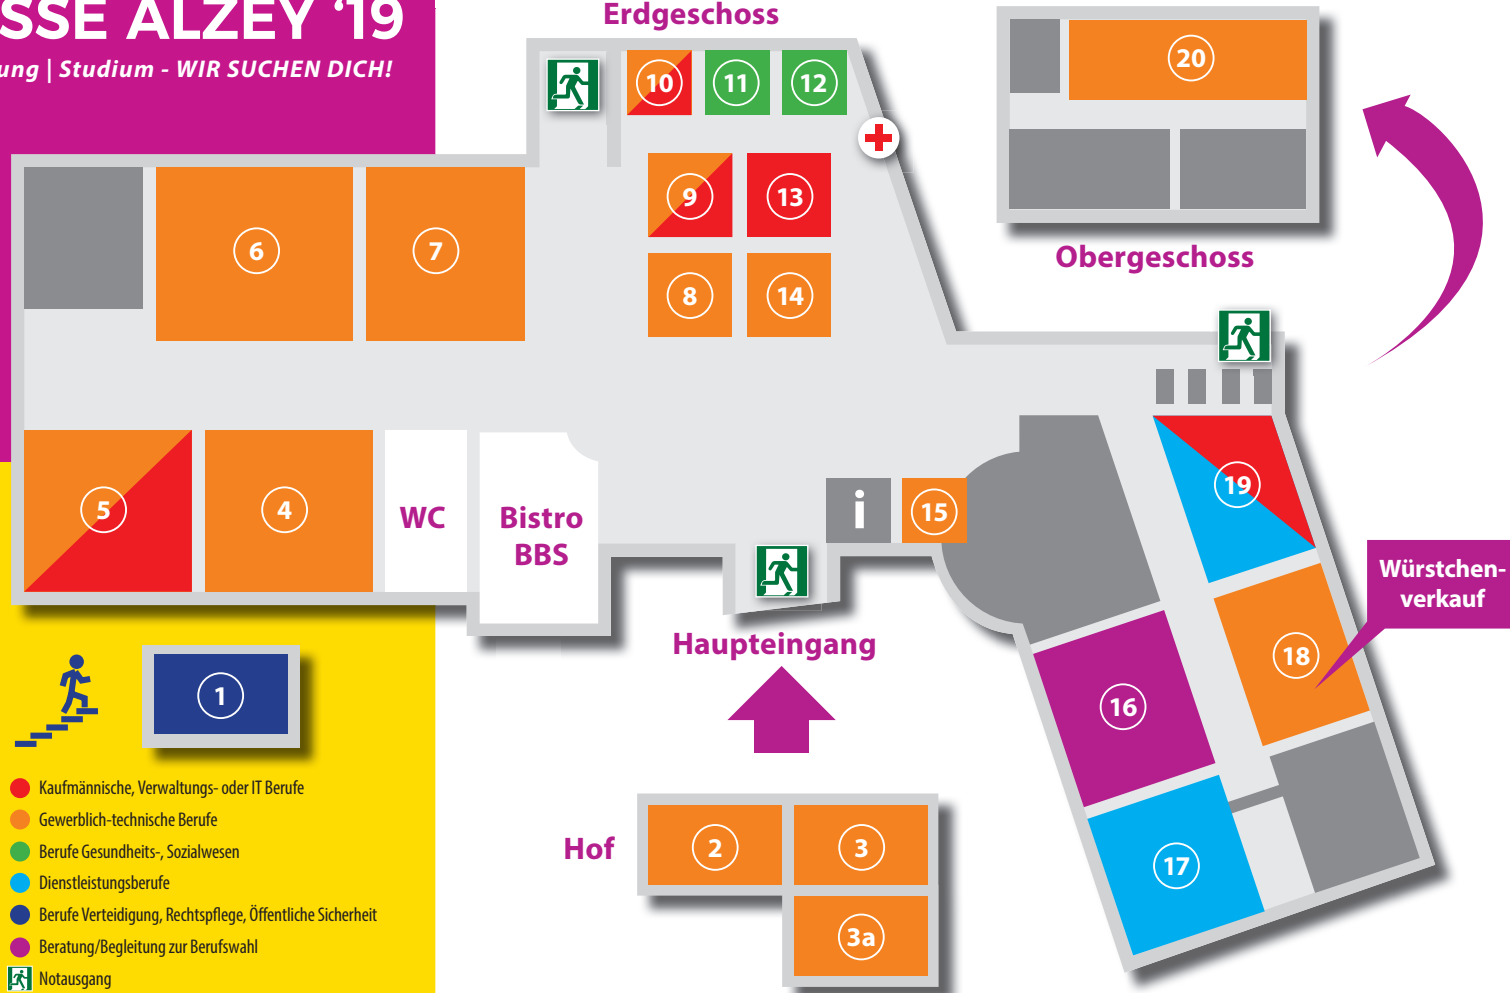 SSE ALZEY ‘19
ung | Studium - WIR SUCHEN DICH!
Erdgeschoss
10
11
12
20
Obergeschoss
6
7
9
13
8
14
5
4
WC
Bistro
BBS
i
15
19
Würstchen-
verkauf
18
16
17
Haupteingang
1
Hof
2
3
3a
Kaufmännische, Verwaltungs- oder IT Berufe
Gewerblich-technische Berufe
Berufe Gesundheits-, Sozialwesen
Dienstleistungsberufe
Berufe Verteidigung, Rechtspflege, Öffentliche Sicherheit
Beratung/Begleitung zur Berufswahl
Notausgang